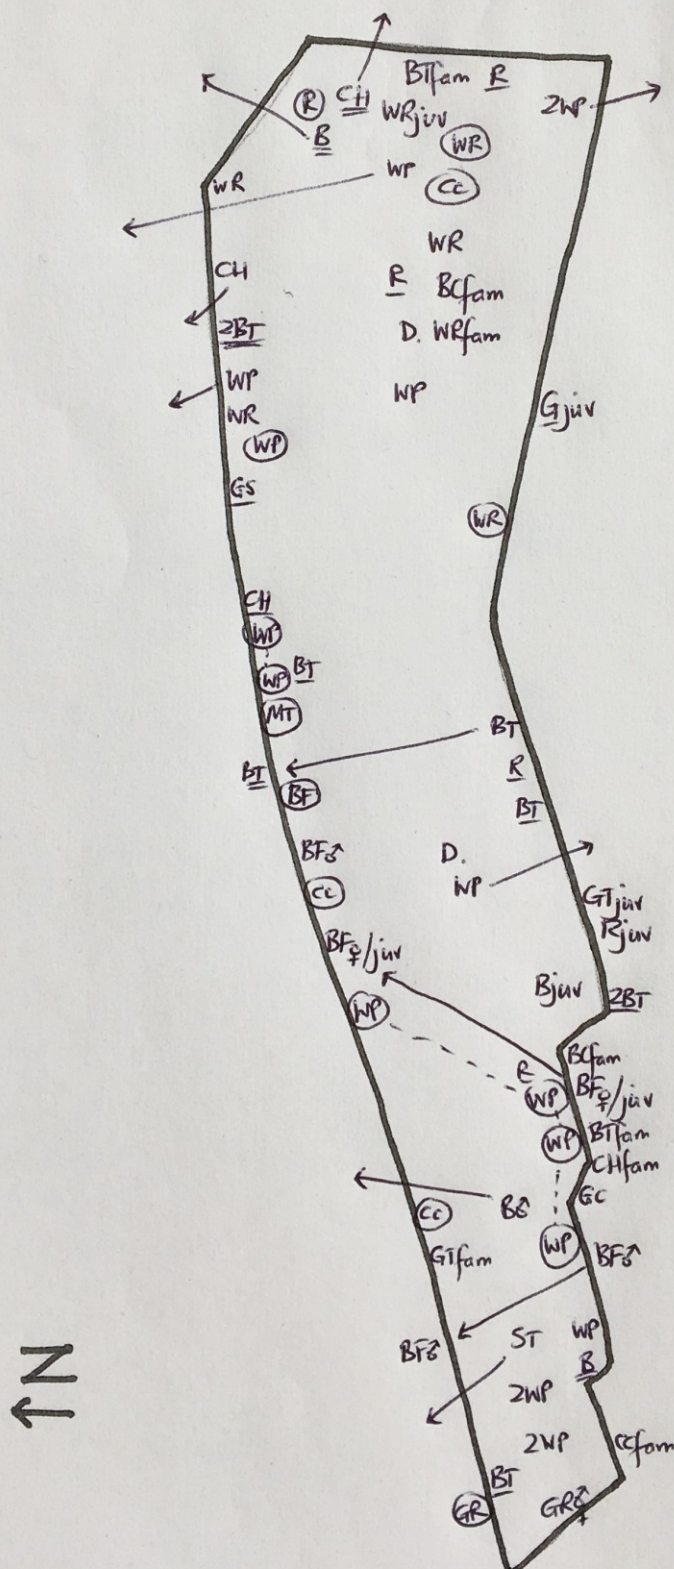 BTfam R
R CH WRjuv 2WP
B WR
WR WP CC
WR
CH R BCfam
2BT D. WRfam
WP WP
WR Gjuv
WP
GS
WR
CH
WP
WP BT
MT
BT
BT R
BF BT
BF♂ D.
CC WP GTjuv
Rjuv
BF♀/juv
Bjuv 2BT
WP
BCfam
R BF♀/juv
WP
WP BTfam
CHfam
GC
CC B♂
WP
GTfam BF♂
BF♂ ST WP
B
2WP
2WP CCfam
BT
GR
N